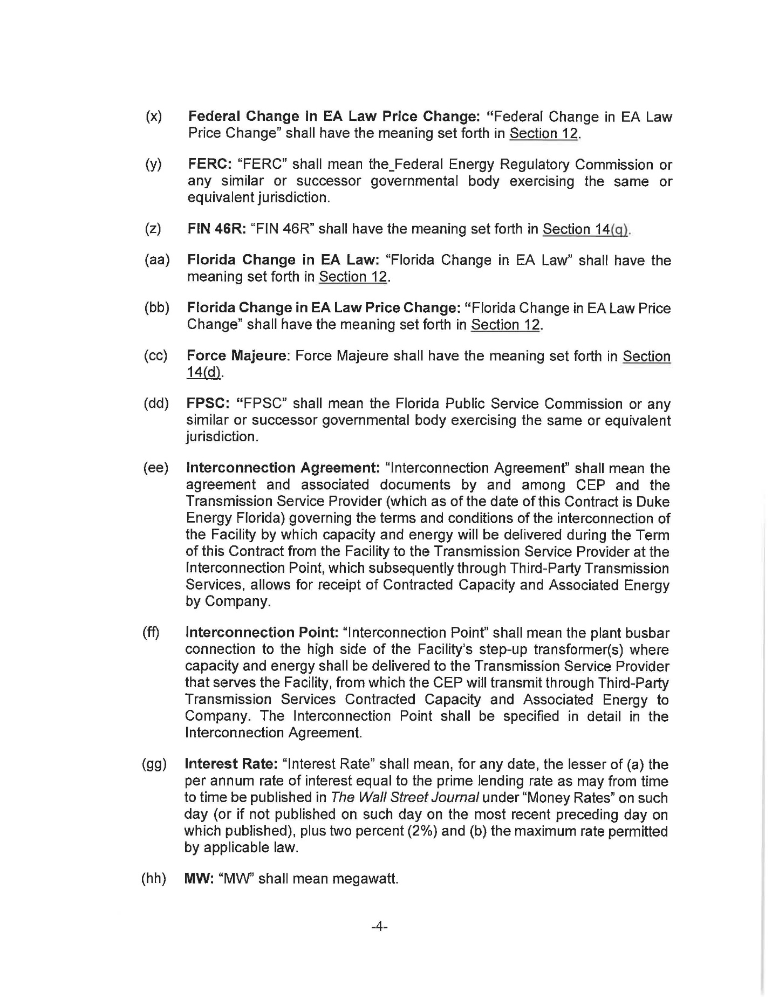 (x) Federal Change in EA Law Price Change: “Federal Change in EA Law
Price Change” shall have the meaning set forth in Section 12.
(y) FERC: “FERC” shall mean the_Federal Energy Regulatory Commission or
any similar or successor governmental body exercising the same or
equivalent jurisdiction.
(z) FIN 46R: “FIN 46R” shall have the meaning set forth in Section 14(q).
(aa) Florida Change in EA Law: “Florida Change in EA Law” shall have the
meaning set forth in Section 12.
(bb) Florida Change in EA Law Price Change: “Florida Change in EA Law Price
Change” shall have the meaning set forth in Section 12.
(cc) Force Majeure: Force Majeure shall have the meaning set forth in Section
14(d).
(dd) FPSC: “FPSC” shall mean the Florida Public Service Commission or any
similar or successor governmental body exercising the same or equivalent
jurisdiction.
(ee) Interconnection Agreement: “Interconnection Agreement” shall mean the
agreement and associated documents by and among CEP and the
Transmission Service Provider (which as of the date of this Contract is Duke
Energy Florida) governing the terms and conditions of the interconnection of
the Facility by which capacity and energy will be delivered during the Term
of this Contract from the Facility to the Transmission Service Provider at the
Interconnection Point, which subsequently through Third-Party Transmission
Services, allows for receipt of Contracted Capacity and Associated Energy
by Company.
(ff) Interconnection Point: “Interconnection Point” shall mean the plant busbar
connection to the high side of the Facility’s step-up transformer(s) where
capacity and energy shall be delivered to the Transmission Service Provider
that serves the Facility, from which the CEP will transmit through Third-Party
Transmission Services Contracted Capacity and Associated Energy to
Company. The Interconnection Point shall be specified in detail in the
Interconnection Agreement.
(gg) Interest Rate: “Interest Rate” shall mean, for any date, the lesser of (a) the
per annum rate of interest equal to the prime lending rate as may from time
to time be published in The Wall Street Journal under “Money Rates” on such
day (or if not published on such day on the most recent preceding day on
which published), plus two percent (2%) and (b) the maximum rate permitted
by applicable law.
(hh) MW: “MW” shall mean megawatt.
-4-